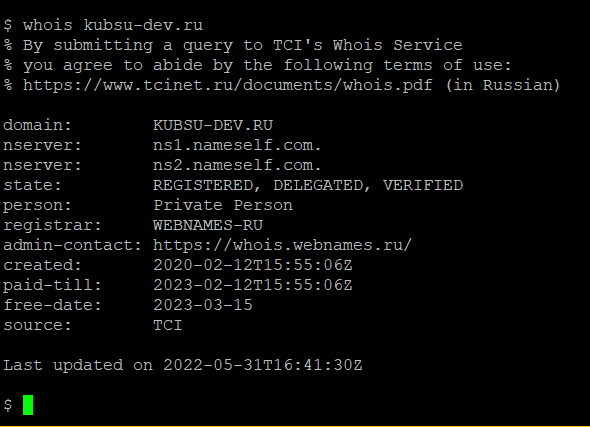 $ whois kubsu-dev.ru
% By submitting a query to TCI's Whois Service
% you agree to abide by the following terms of use:
% https://www.tcinet.ru/documents/whois.pdf (in Russian)
domain: KUBSU-DEV.RU
nserver: ns1.nameself.com.
nserver: ns2.nameself.com.
state: REGISTERED, DELEGATED, VERIFIED
person: Private Person
registrar: WEBNAMES-RU
admin-contact: https://whois.webnames.ru/
created: 2020-02-12T15:55:06Z
paid-till: 2023-02-12T15:55:06Z
free-date: 2023-03-15
source: TCI
Last updated on 2022-05-31T16:41:30Z
$